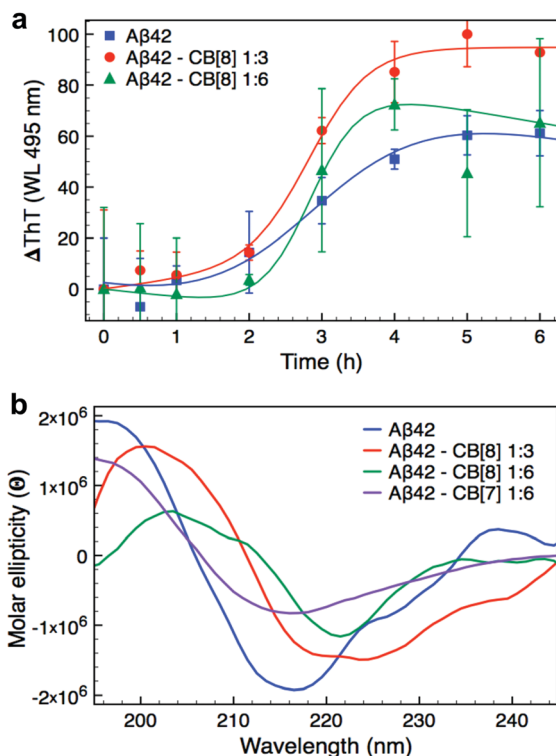 a
Aβ42
Aβ42 - CB[8] 1:3
Aβ42 - CB[8] 1:6
ΔThT (WL 495 nm)
100
80
60
40
20
0
0 1 2 3 4 5 6
Time (h)
b
Aβ42
Aβ42 - CB[8] 1:3
Aβ42 - CB[8] 1:6
Aβ42 - CB[7] 1:6
Molar ellipticity (Θ)
2x10⁶
1x10⁶
0
-1x10⁶
-2x10⁶
200 210 220 230 240
Wavelength (nm)